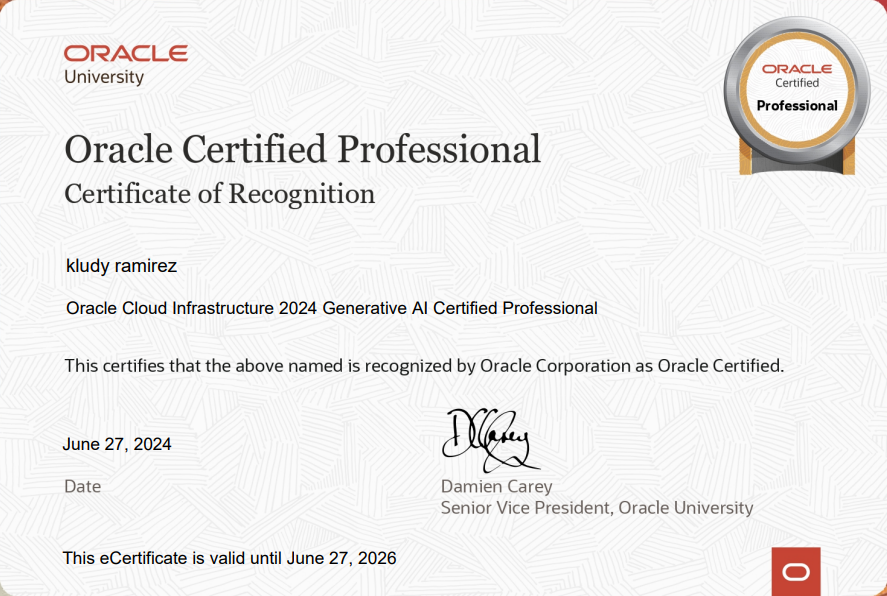 ORACLE
University
ORACLE
Certified
Professional
Oracle Certified Professional
Certificate of Recognition
kludy ramirez
Oracle Cloud Infrastructure 2024 Generative AI Certified Professional
This certifies that the above named is recognized by Oracle Corporation as Oracle Certified.
DCarey
June 27, 2024
Date
Damien Carey
Senior Vice President, Oracle University
This eCertificate is valid until June 27, 2026